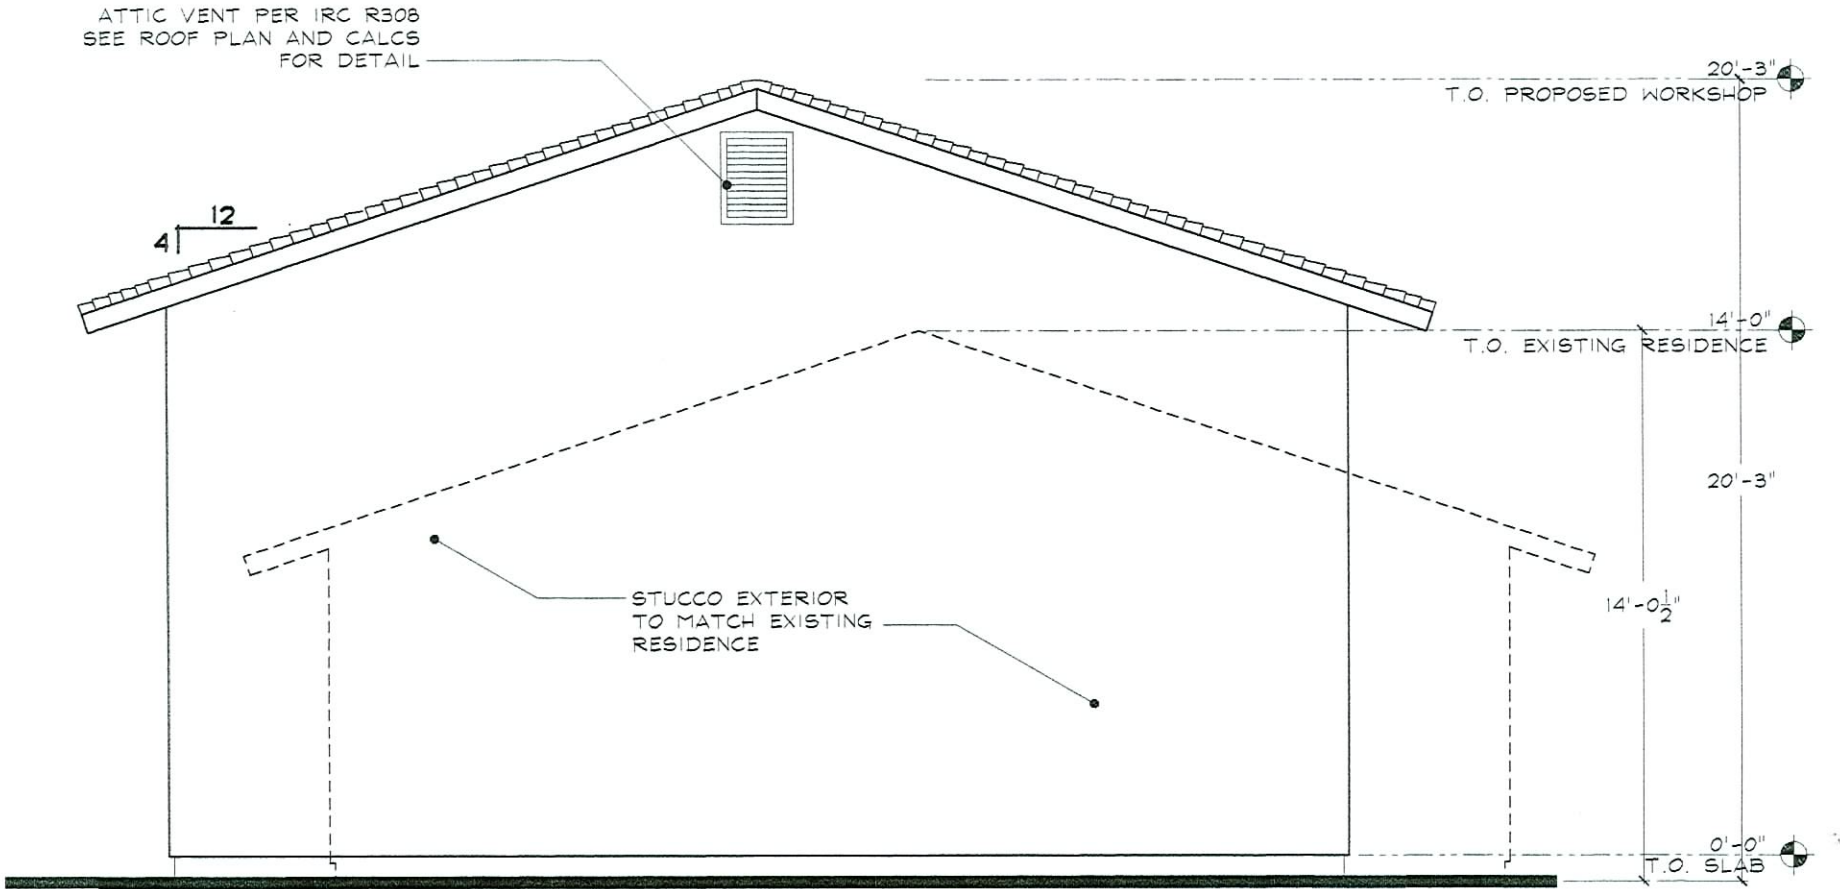 ATTIC VENT PER IRC R308
SEE ROOF PLAN AND CALCS
FOR DETAIL
20'-3"
T.O. PROPOSED WORKSHOP
12
4
14'-0"
T.O. EXISTING RESIDENCE
20'-3"
STUCCO EXTERIOR
TO MATCH EXISTING
RESIDENCE
14'-0½"
0'-0"
T.O. SLAB